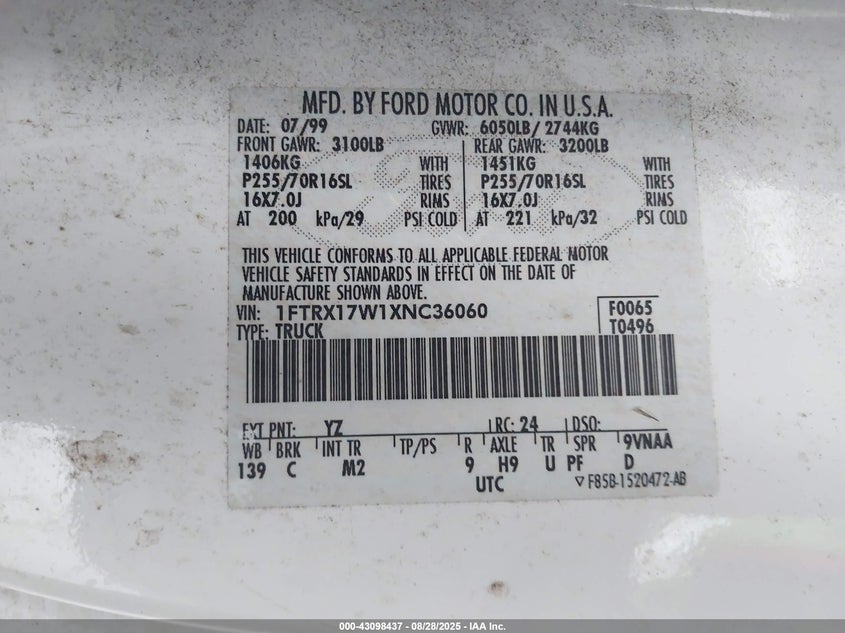 MFD. BY FORD MOTOR CO. IN U.S.A.
DATE: 07/99 GVWR: 6050LB/ 2744KG
FRONT GAWR: 3100LB REAR GAWR: 3200LB
1406KG WITH 1451KG WITH
P255/70R16SL TIRES P255/70R16SL TIRES
16X7.0J RIMS 16X7.0J RIMS
AT 200 kPa/29 PSI COLD AT 221 kPa/32 PSI COLD
THIS VEHICLE CONFORMS TO ALL APPLICABLE FEDERAL MOTOR
VEHICLE SAFETY STANDARDS IN EFFECT ON THE DATE OF
MANUFACTURE SHOWN ABOVE.
VIN: 1FTRX17W1XNC36060 F0065
TYPE: TRUCK T0496
EXT PNT: YZ RC: 24 DSO:
WB BRK INT TR TP/PS R AXLE TR SPR 9VNAA
139 C M2 9 H9 U PF D
UTC ▽ F85B-1520472-AB
000-43098437 - 08/28/2025 - IAA Inc.